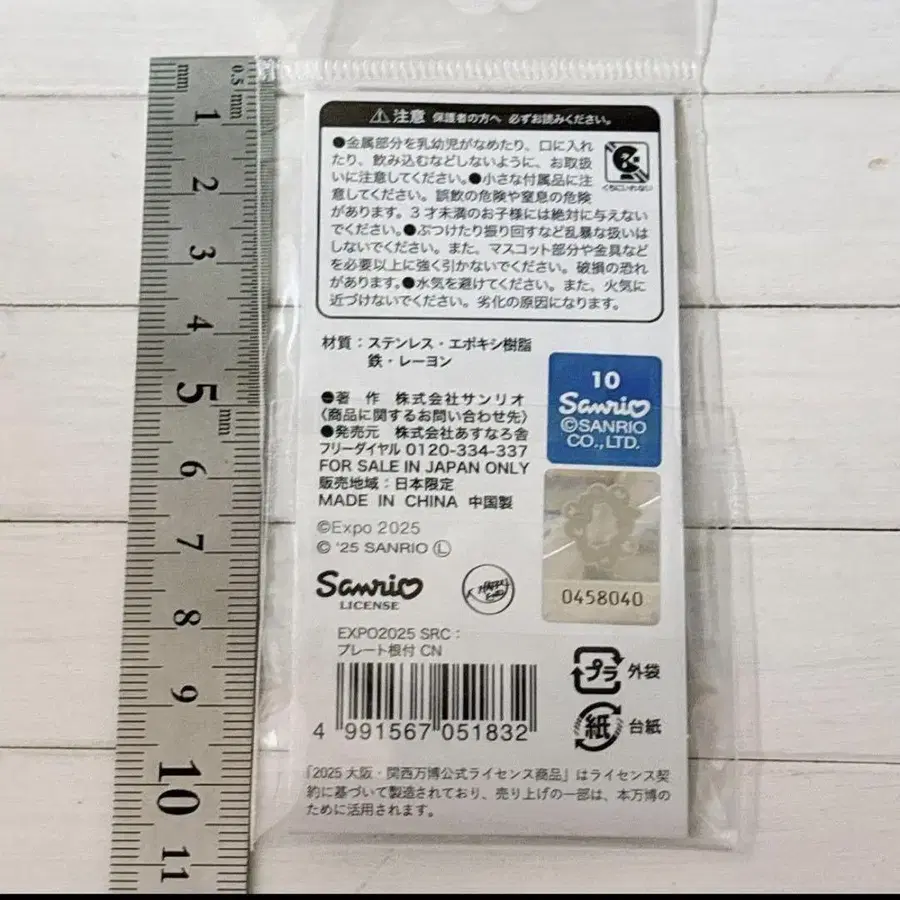 mm
0.5 mm
1
2
3
4
5
mm
6
7
8
9
10
11
⚠注意 保護者の方へ 必ずお読みください。
●金属部分を乳幼児がなめたり、口に入れ
たり、飲み込むなどしないように、お取扱
いに注意してください。●小さな付属品に注
意してください。誤飲の危険や窒息の危険
があります。3才未満のお子様には絶対に与えない
でください。●ぶつけたり振り回すなど乱暴な扱いは
しないでください。また、マスコット部分や金具など
を必要以上に強く引かないでください。破損の恐れ
があります。●水気を避けてください。また、火気に
近づけないでください。劣化の原因になります。
くちにいれない
材質:ステンレス・エポキシ樹脂
鉄・レーヨン
●著 作 株式会社サンリオ
〈商品に関するお問い合わせ先〉
●発売元 株式会社あすなろ舎
フリーダイヤル 0120-334-337
FOR SALE IN JAPAN ONLY
販売地域:日本限定
MADE IN CHINA 中国製
©Expo 2025
© '25 SANRIO Ⓛ
10
Sanrio
©SANRIO
CO.,LTD.
0458040
Sanrio
LICENSE
EXPO2025 SRC:
プレート根付 CN
4 991567 051832
プラ 外袋
紙 台紙
「2025 大阪・関西万博公式ライセンス商品」はライセンス契
約に基づいて製造されており、売り上げの一部は、本万博の
ために活用されます。